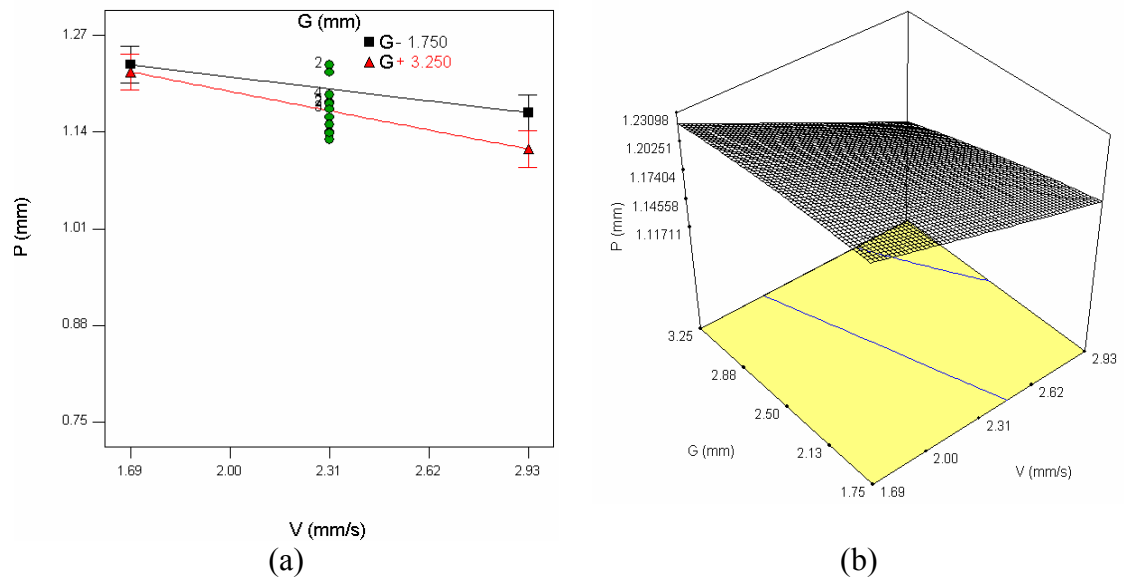 G (mm)
G- 1.750
G+ 3.250
1.27
1.14
1.01
0.88
0.75
P (mm)
2
1.69
2.00
2.31
2.62
2.93
V (mm/s)
(a)
1.23098
1.20251
1.17404
1.14558
1.11711
P (mm)
3.25
2.88
2.50
2.13
1.75
G (mm)
1.69
2.00
2.31
2.62
2.93
V (mm/s)
(b)